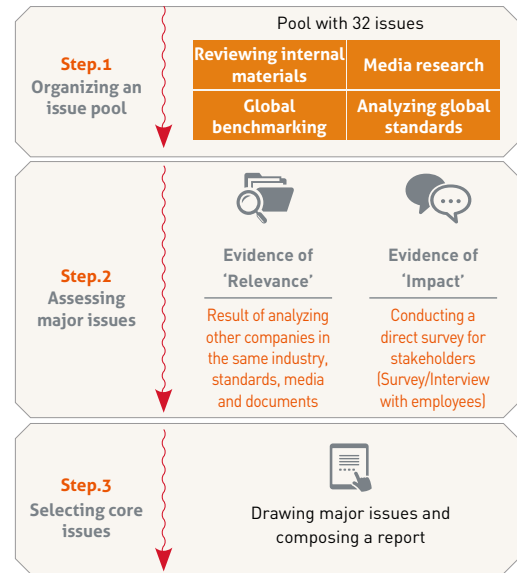 Step.1
Organizing an
issue pool
Pool with 32 issues
Reviewing internal
materials
Media research
Global
benchmarking
Analyzing global
standards
Step.2
Assessing
major issues
Evidence of
‘Relevance’
Result of analyzing
other companies in
the same industry,
standards, media
and documents
Evidence of
‘Impact’
Conducting a
direct survey for
stakeholders
(Survey/Interview
with employees)
Step.3
Selecting core
issues
Drawing major issues and
composing a report